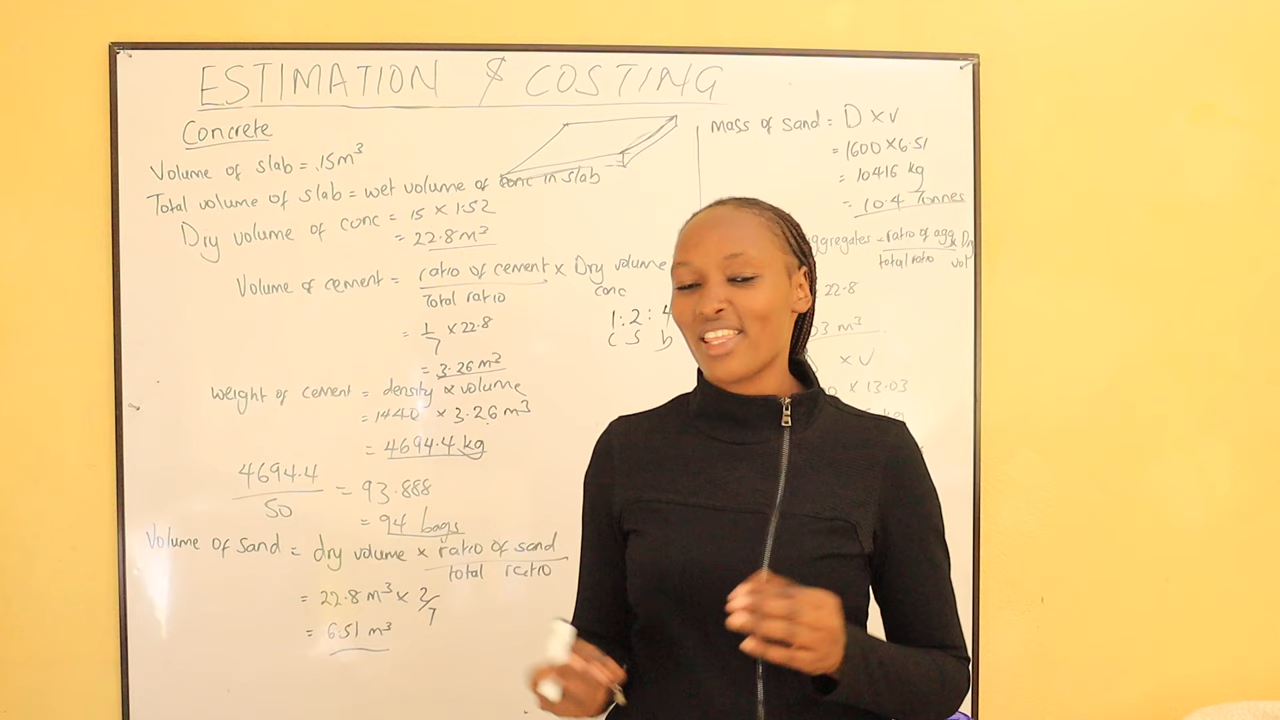 ESTIMATION & COSTING
Concrete
Volume of slab = 15m³
Total volume of slab = wet volume of conc in slab
Dry volume of conc = 15 x 1.52
= 22.8m³
Volume of cement = ratio of cement x Dry volume
Total ratio conc
1:2:4
C S b
= 1/7 x 22.8
= 3.26 m³
weight of cement = density x volume
= 1440 x 3.26 m³
= 4694.4 kg
4694.4 = 93.888
50
= 94 bags
Volume of sand = dry volume x ratio of sand
total ratio
= 22.8 m³ x 2/7
= 6.51 m³
Mass of sand = D x V
= 1600 x 6.51
= 10416 kg
= 10.4 Tonnes
ggregates = ratio of agg x Dry
total ratio vol
22.8
03 m³
x V
x 13.03
kg